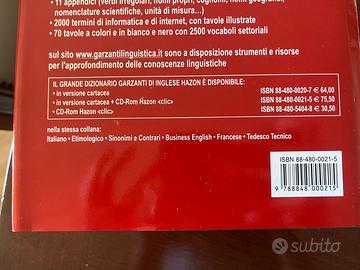 • 11 appendici (verbi irregolari, nomi propri, cognomi, nomi geografici,
nomenclature scientifiche, unità di misura...)
• 2000 termini di informatica e di internet, con tavole illustrate
• 70 tavole a colori e in bianco e nero con 2500 vocaboli settoriali
sul sito www.garzantilinguistica.it sono a disposizione strumenti e risorse
per l'approfondimento delle conoscenze linguistiche
IL GRANDE DIZIONARIO GARZANTI DI INGLESE HAZON È DISPONIBILE:
• in versione cartacea ISBN 88-480-0020-7 € 64,00
• in versione cartacea • CD-Rom Hazon <clic> ISBN 88-480-0021-5 € 75,50
• CD-Rom Hazon <clic> ISBN 88-480-5404-8 € 30,50
nella stessa collana:
Italiano • Etimologico • Sinonimi e Contrari • Business English • Francese • Tedesco Tecnico
ISBN 88-480-0021-5
9 788848 000215
subito